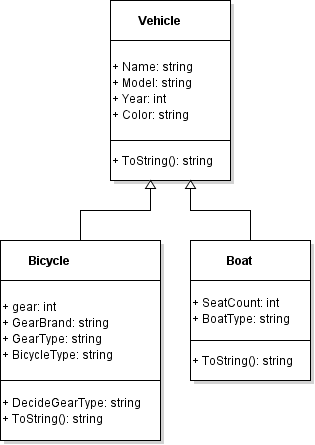 Vehicle
+ Name: string
+ Model: string
+ Year: int
+ Color: string
+ ToString(): string
Bicycle
+ gear: int
+ GearBrand: string
+ GearType: string
+ BicycleType: string
+ DecideGearType: string
+ ToString(): string
Boat
+ SeatCount: int
+ BoatType: string
+ ToString(): string